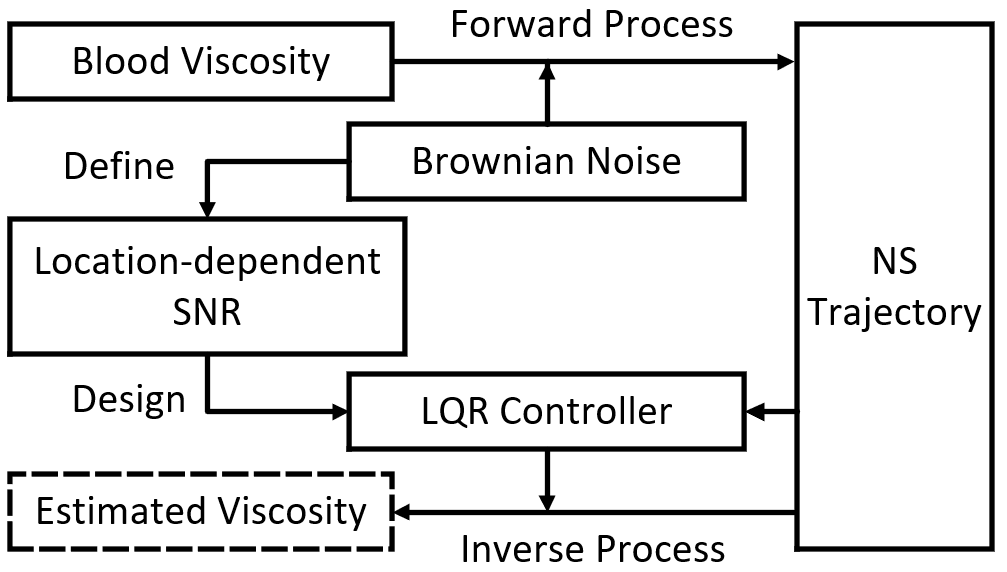 Forward Process
Blood Viscosity
Brownian Noise
Define
Location-dependent
SNR
NS
Trajectory
Design
LQR Controller
Estimated Viscosity
Inverse Process